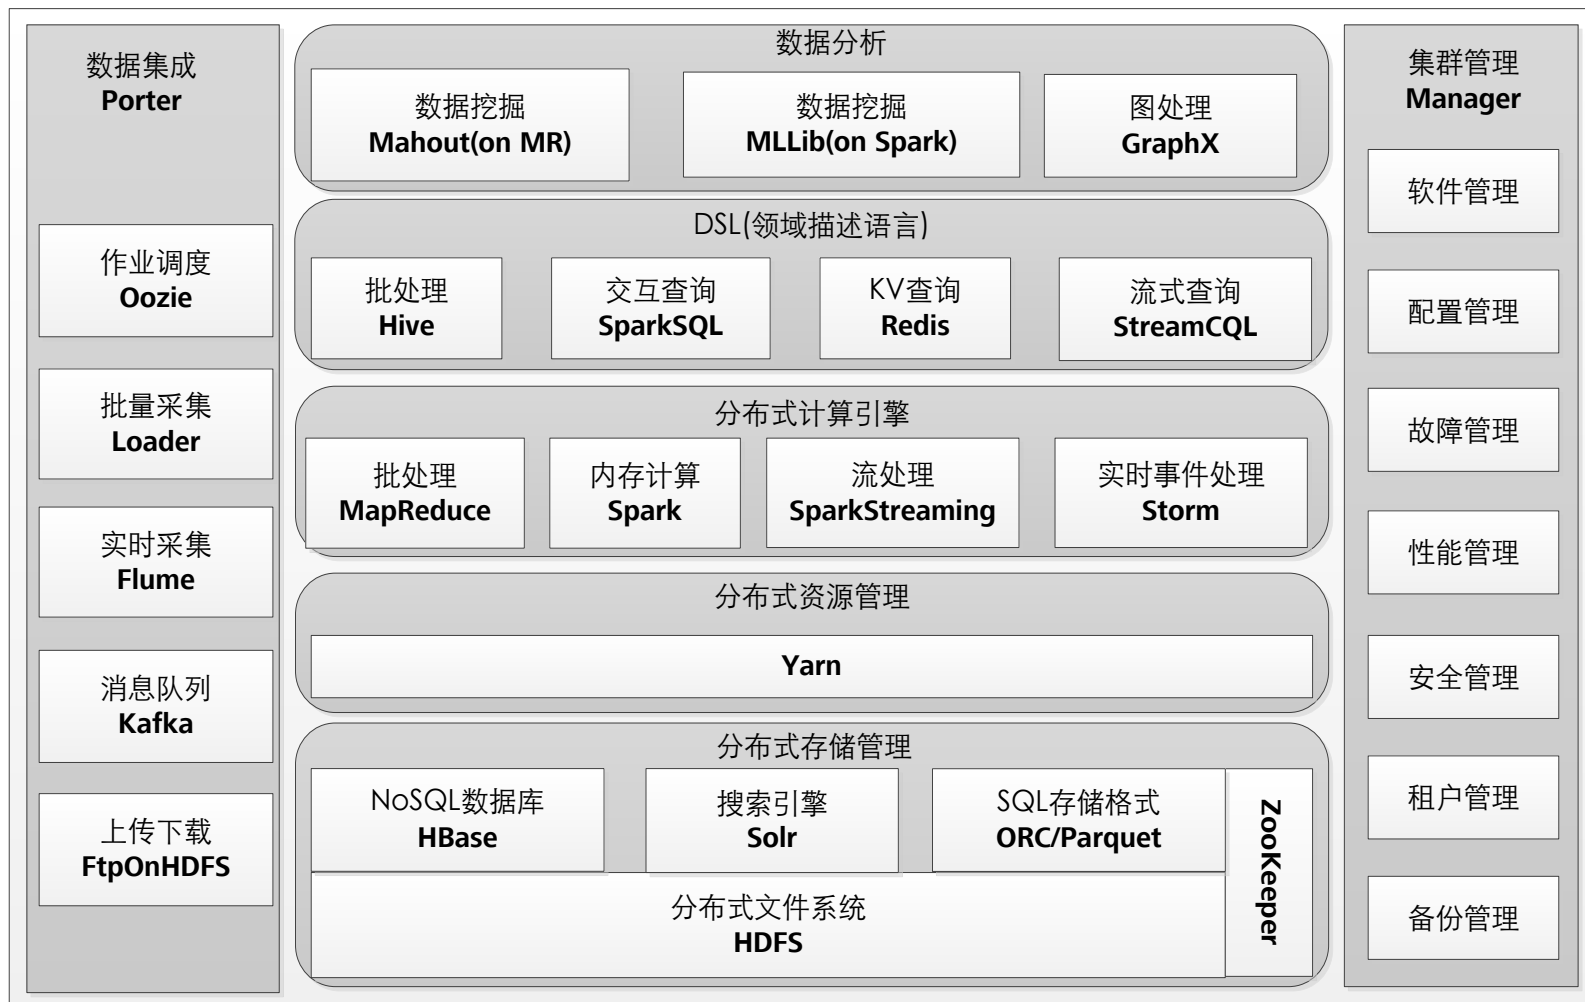 数据集成
Porter
作业调度
Oozie
批量采集
Loader
实时采集
Flume
消息队列
Kafka
上传下载
FtpOnHDFS
数据分析
数据挖掘
Mahout(on MR)
数据挖掘
MLLib(on Spark)
图处理
GraphX
DSL(领域描述语言)
批处理
Hive
交互查询
SparkSQL
KV查询
Redis
流式查询
StreamCQL
分布式计算引擎
批处理
MapReduce
内存计算
Spark
流处理
SparkStreaming
实时事件处理
Storm
分布式资源管理
Yarn
分布式存储管理
NoSQL数据库
HBase
搜索引擎
Solr
SQL存储格式
ORC/Parquet
分布式文件系统
HDFS
ZooKeeper
集群管理
Manager
软件管理
配置管理
故障管理
性能管理
安全管理
租户管理
备份管理